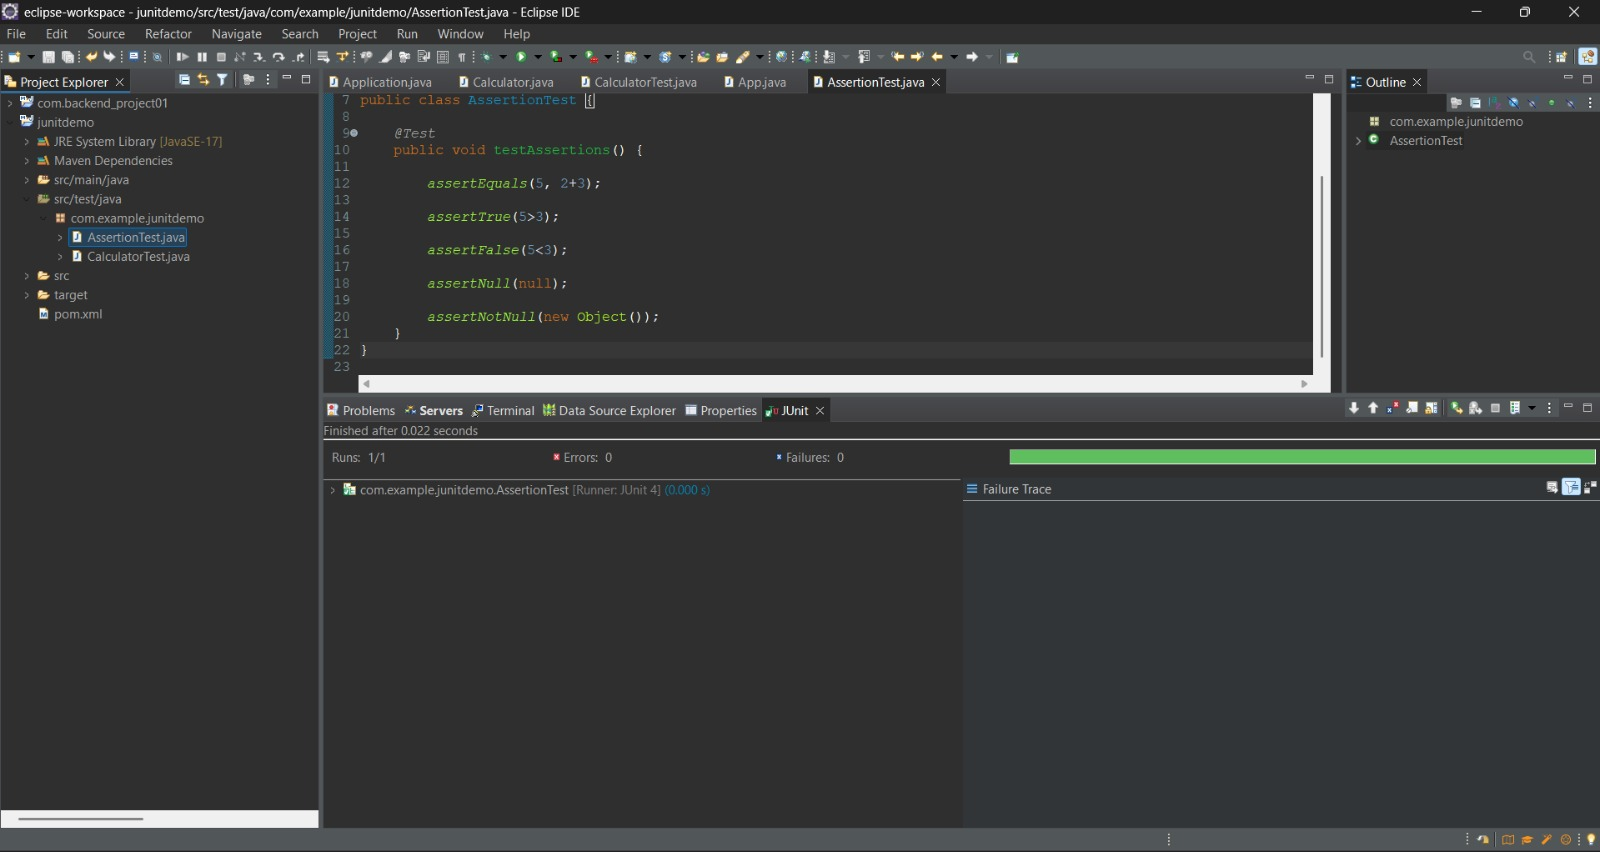 eclipse-workspace - junitdemo/src/test/java/com/example/junitdemo/AssertionTest.java - Eclipse IDE
File Edit Source Refactor Navigate Search Project Run Window Help
Project Explorer
com.backend_project01
junitdemo
JRE System Library [JavaSE-17]
Maven Dependencies
src/main/java
src/test/java
com.example.junitdemo
AssertionTest.java
CalculatorTest.java
src
target
pom.xml
Application.java Calculator.java CalculatorTest.java App.java AssertionTest.java
7 public class AssertionTest {
8
9 @Test
10 public void testAssertions() {
11
12 assertEquals(5, 2+3);
13
14 assertTrue(5>3);
15
16 assertFalse(5<3);
17
18 assertNull(null);
19
20 assertNotNull(new Object());
21 }
22 }
23
Outline
com.example.junitdemo
AssertionTest
Problems Servers Terminal Data Source Explorer Properties JUnit
Finished after 0.022 seconds
Runs: 1/1 Errors: 0 Failures: 0
com.example.junitdemo.AssertionTest [Runner: JUnit 4] (0.000 s)
Failure Trace